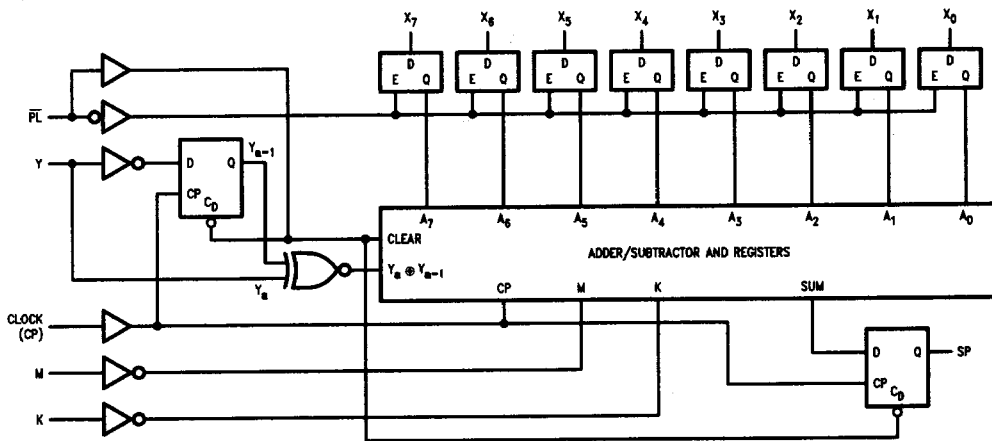 X7 X6 X5 X4 X3 X2 X1 X0
D D D D D D D D
E Q E Q E Q E Q E Q E Q E Q E Q
PL
Y
D Q Ya–1
CP
CD
A7 A6 A5 A4 A3 A2 A1 A0
CLEAR
ADDER/SUBTRACTOR AND REGISTERS
Ya ⊕ Ya–1
Ya
CP M K SUM
CLOCK
(CP)
D Q SP
M
CP
CD
K